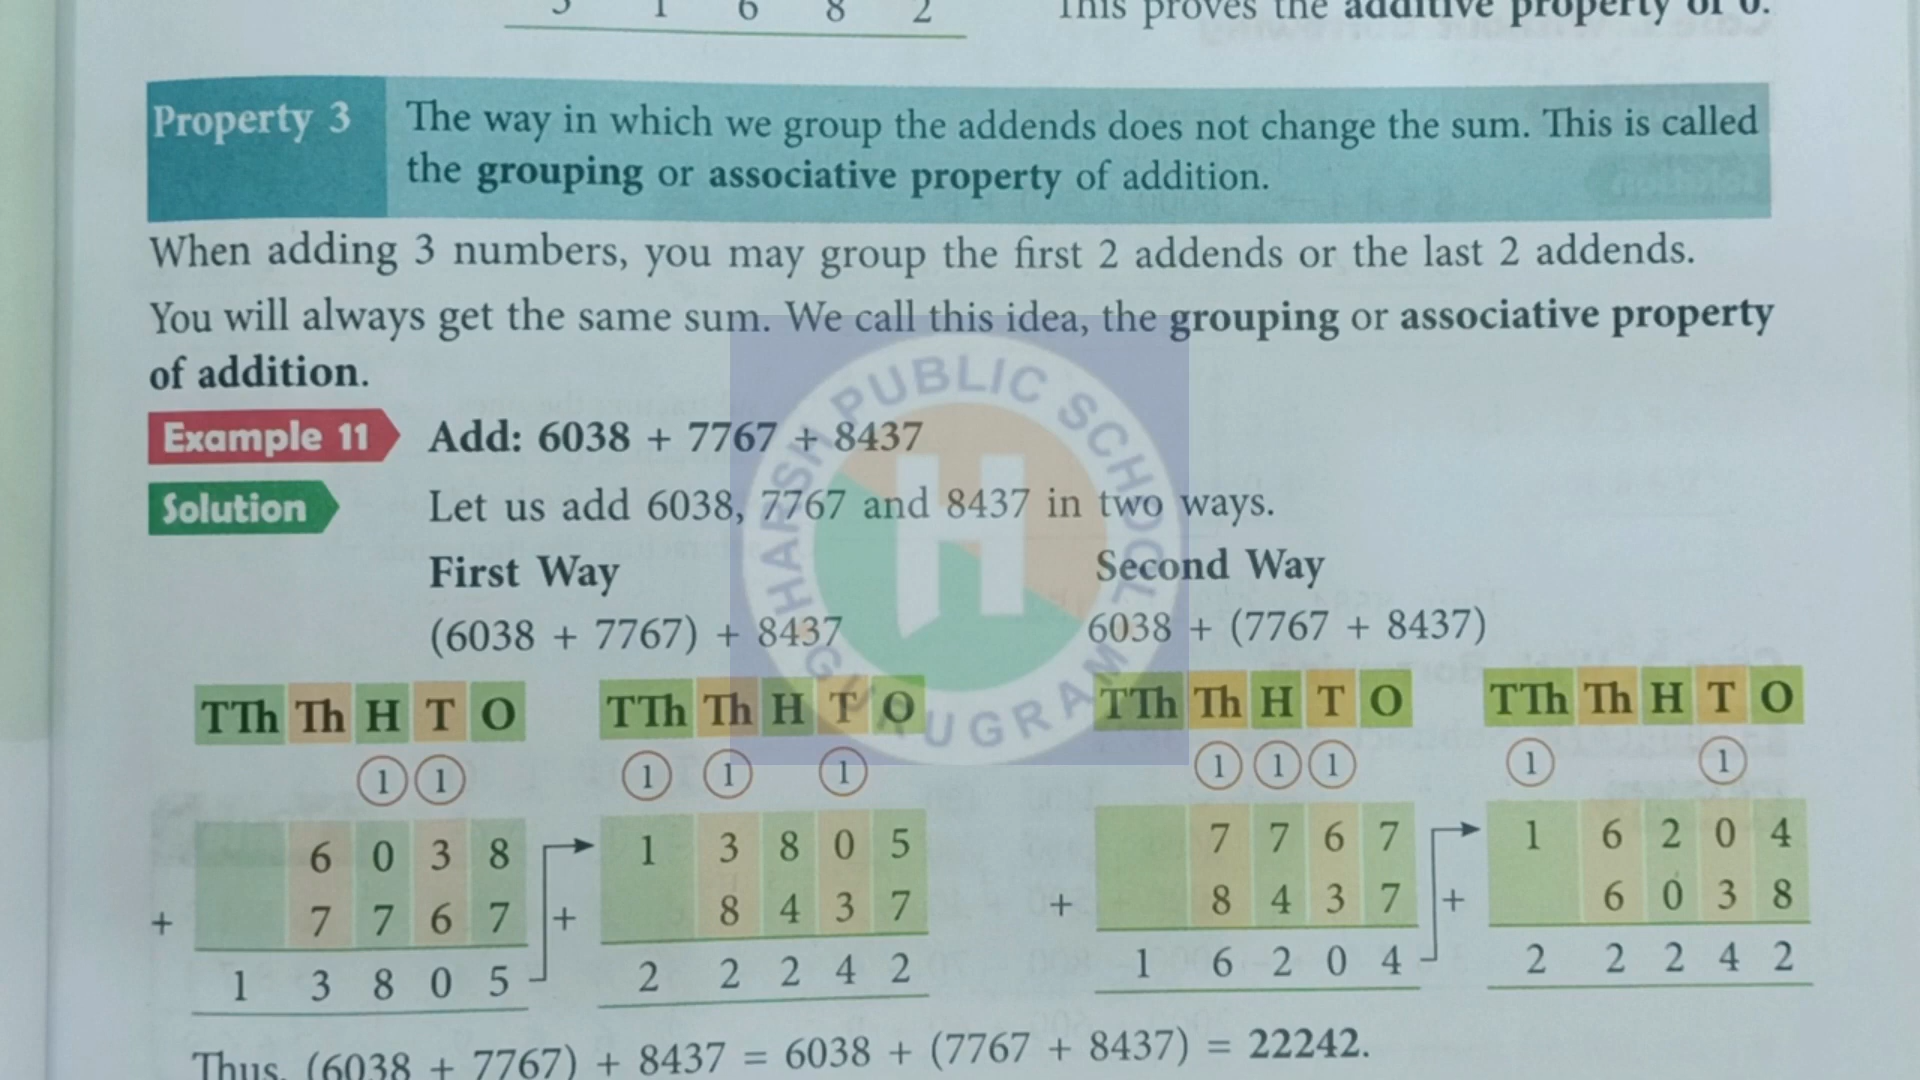 5 1 6 8 2 This proves the additive property of 0.
Property 3 The way in which we group the addends does not change the sum. This is called
the grouping or associative property of addition.
When adding 3 numbers, you may group the first 2 addends or the last 2 addends.
You will always get the same sum. We call this idea, the grouping or associative property
of addition.
Example 11 Add: 6038 + 7767 + 8437
Solution Let us add 6038, 7767 and 8437 in two ways.
First Way Second Way
(6038 + 7767) + 8437 6038 + (7767 + 8437)
TTh Th H T O TTh Th H T O TTh Th H T O TTh Th H T O
1 1 1 1 1 1 1 1 1 1
6 0 3 8 1 3 8 0 5 7 7 6 7 1 6 2 0 4
+ 7 7 6 7 + 8 4 3 7 + 8 4 3 7 + 6 0 3 8
1 3 8 0 5 2 2 2 4 2 1 6 2 0 4 2 2 2 4 2
Thus, (6038 + 7767) + 8437 = 6038 + (7767 + 8437) = 22242.
HARSH PUBLIC SCHOOL
GURUGRAM
H